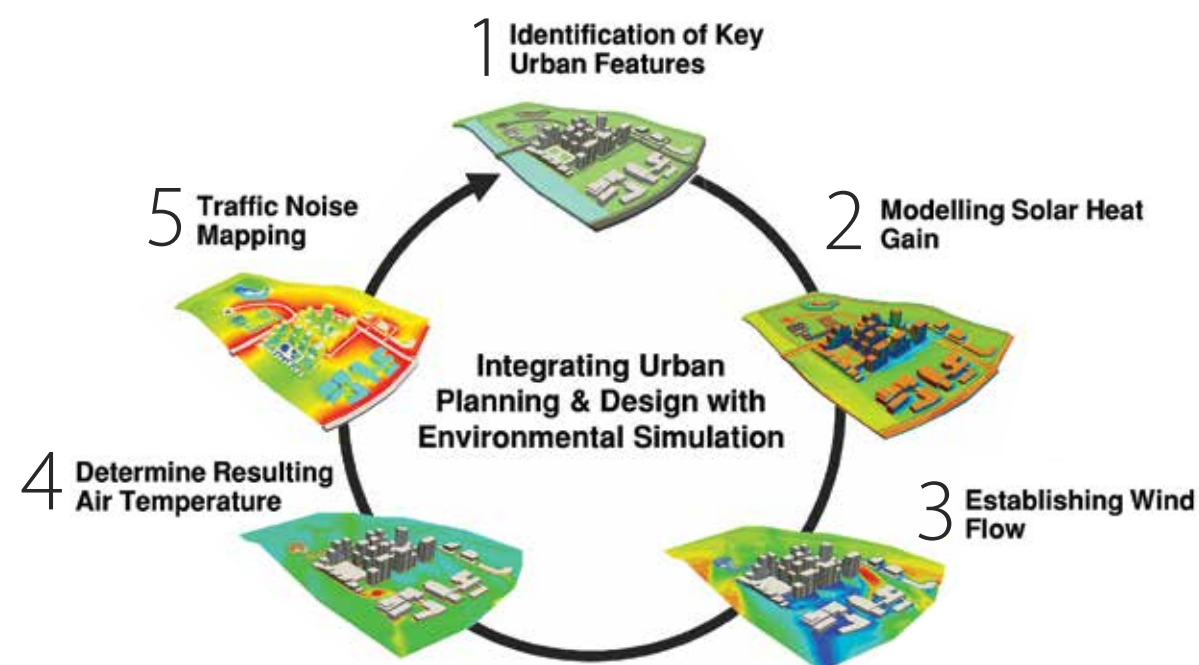 1
Identification of Key
Urban Features
2
Modelling Solar Heat
Gain
3
Establishing Wind
Flow
4
Determine Resulting
Air Temperature
5
Traffic Noise
Mapping
Integrating Urban
Planning & Design with
Environmental Simulation